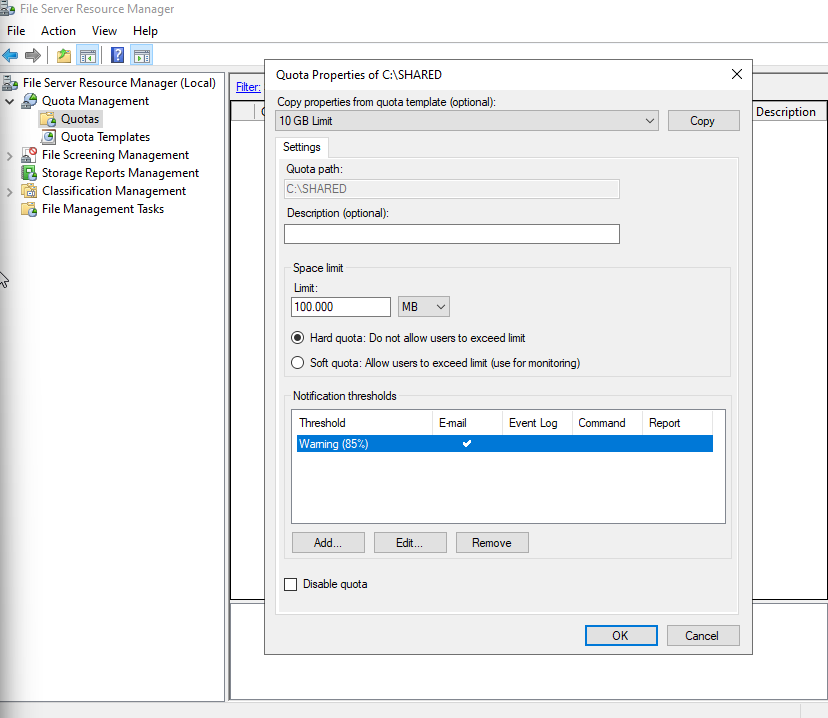 File Server Resource Manager
File Action View Help
File Server Resource Manager (Local)
Quota Management
Quotas
Quota Templates
File Screening Management
Storage Reports Management
Classification Management
File Management Tasks
Filter:
Description
Quota Properties of C:\SHARED
Copy properties from quota template (optional):
10 GB Limit
Copy
Settings
Quota path:
C:\SHARED
Description (optional):
Space limit
Limit:
100.000 MB
Hard quota: Do not allow users to exceed limit
Soft quota: Allow users to exceed limit (use for monitoring)
Notification thresholds
Threshold E-mail Event Log Command Report
Warning (85%)
Add... Edit... Remove
Disable quota
OK Cancel